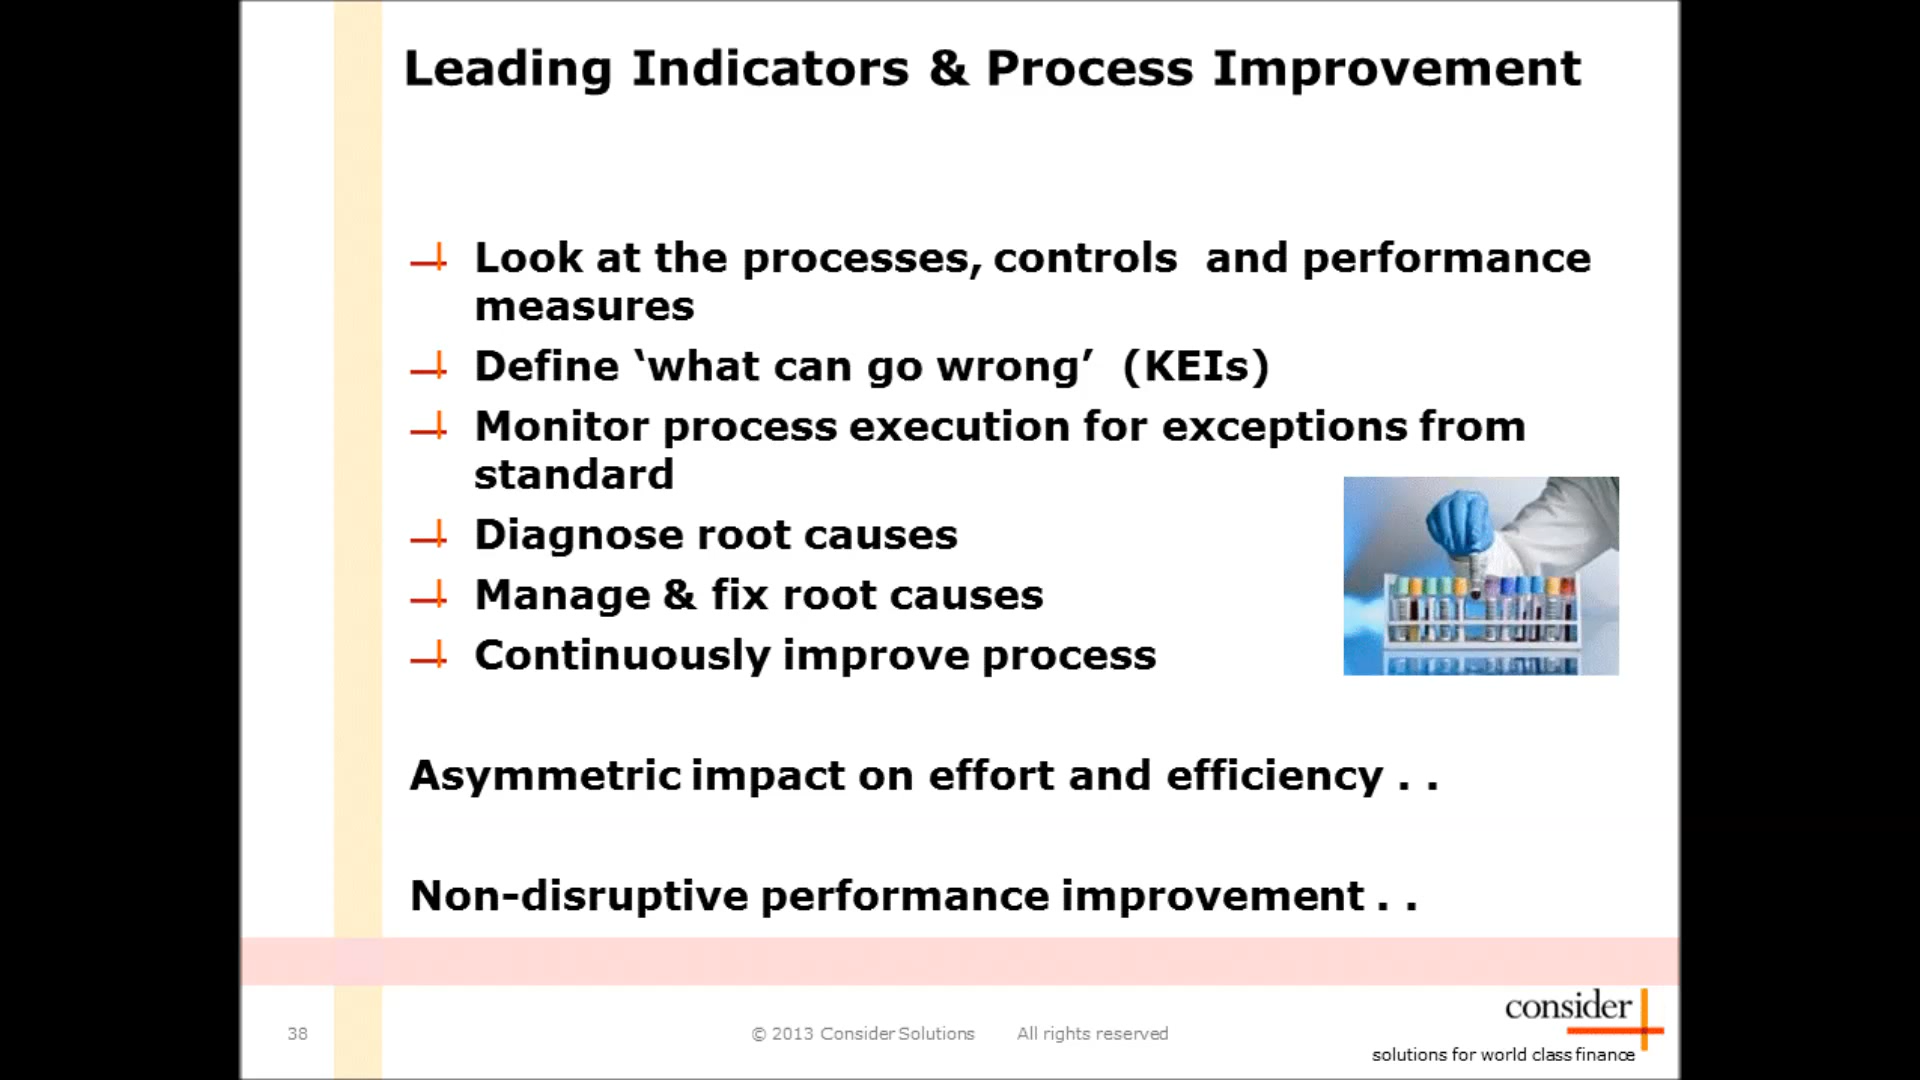 Leading Indicators & Process Improvement
Look at the processes, controls and performance
measures
Define ‘what can go wrong’ (KEIs)
Monitor process execution for exceptions from
standard
Diagnose root causes
Manage & fix root causes
Continuously improve process
Asymmetric impact on effort and efficiency . .
Non-disruptive performance improvement . .
38
© 2013 Consider Solutions All rights reserved
consider
solutions for world class finance